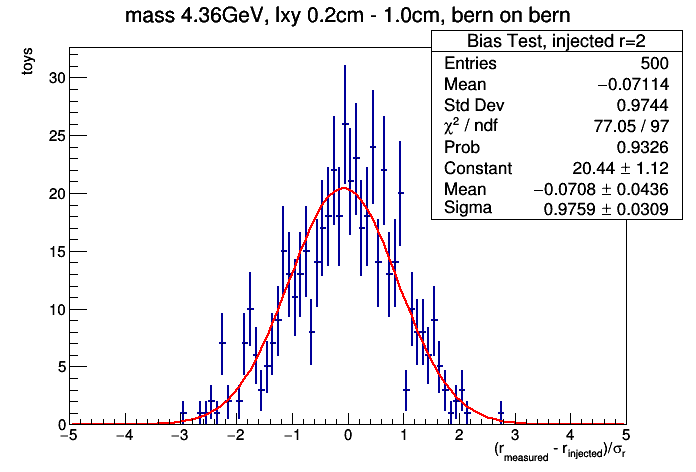 mass 4.36GeV, lxy 0.2cm - 1.0cm, bern on bern
toys
Bias Test, injected r=2
Entries 500
Mean −0.07114
Std Dev 0.9744
χ² / ndf 77.05 / 97
Prob 0.9326
Constant 20.44 ± 1.12
Mean −0.0708 ± 0.0436
Sigma 0.9759 ± 0.0309
30
25
20
15
10
5
0
−5 −4 −3 −2 −1 0 1 2 3 4 5
(r_measured - r_injected)/σ_r